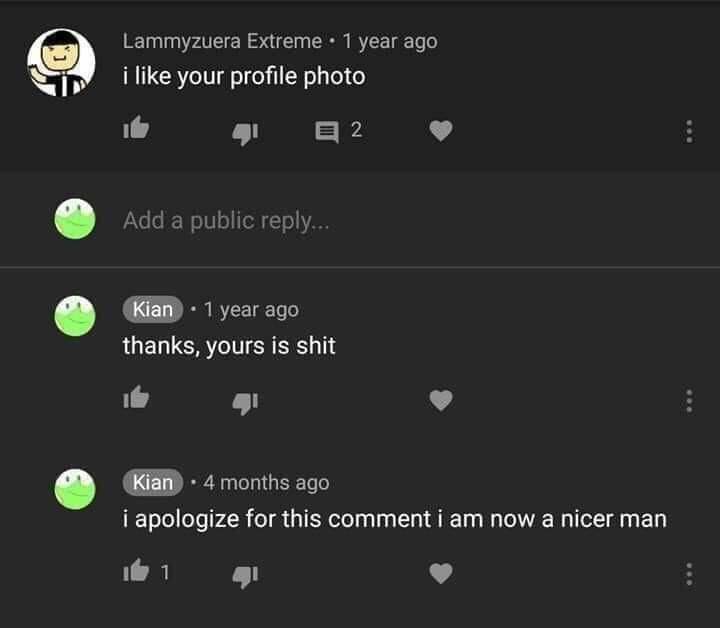 Lammyzuera Extreme • 1 year ago
i like your profile photo
2
Add a public reply...
Kian • 1 year ago
thanks, yours is shit
Kian • 4 months ago
i apologize for this comment i am now a nicer man
1